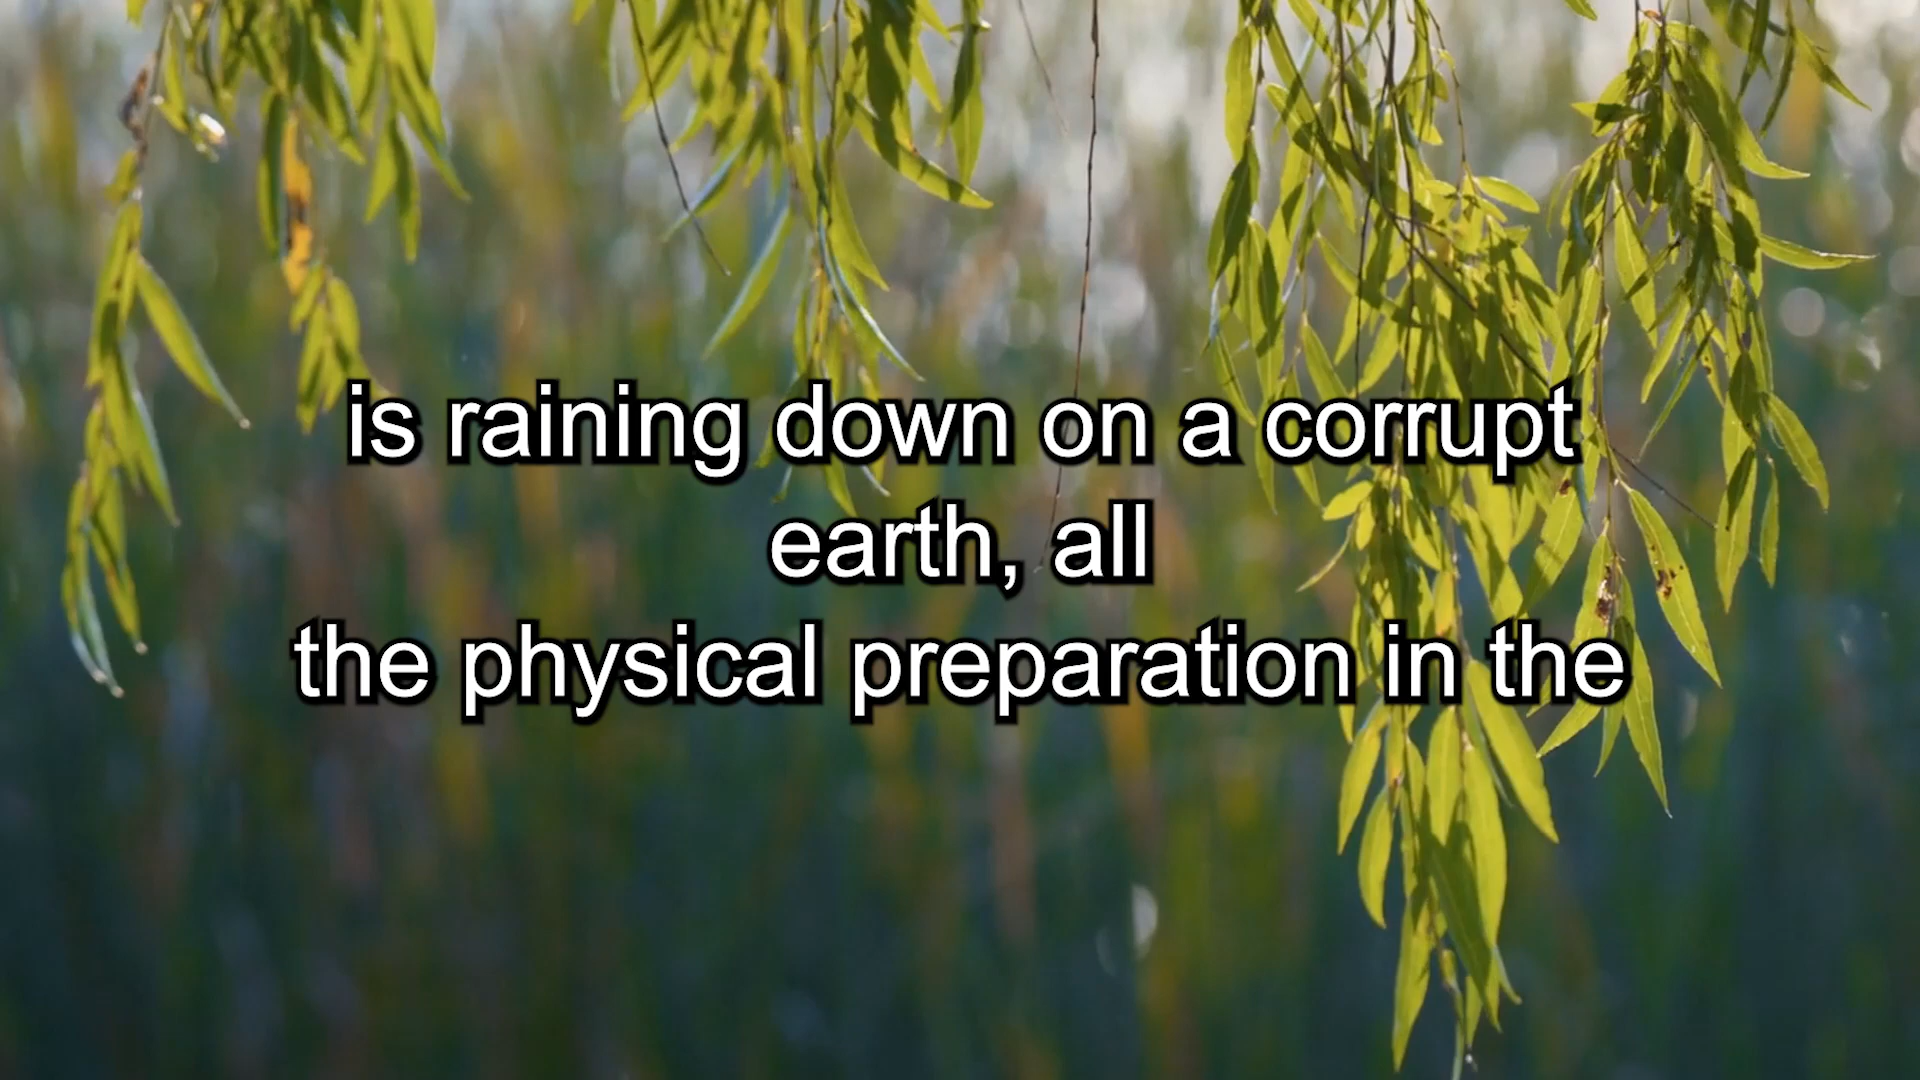 is raining down on a corrupt
earth, all
the physical preparation in the